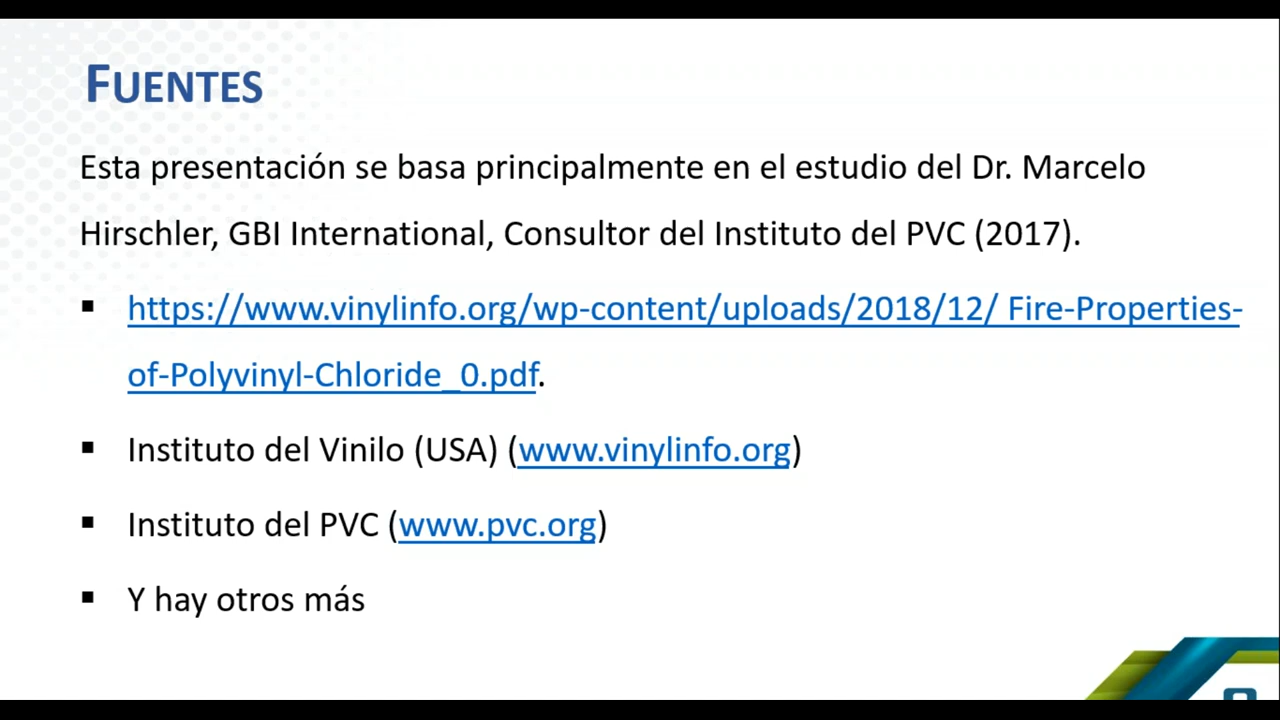 FUENTES
Esta presentación se basa principalmente en el estudio del Dr. Marcelo
Hirschler, GBI International, Consultor del Instituto del PVC (2017).
▪ https://www.vinylinfo.org/wp-content/uploads/2018/12/ Fire-Properties-
of-Polyvinyl-Chloride_0.pdf.
▪ Instituto del Vinilo (USA) (www.vinylinfo.org)
▪ Instituto del PVC (www.pvc.org)
▪ Y hay otros más